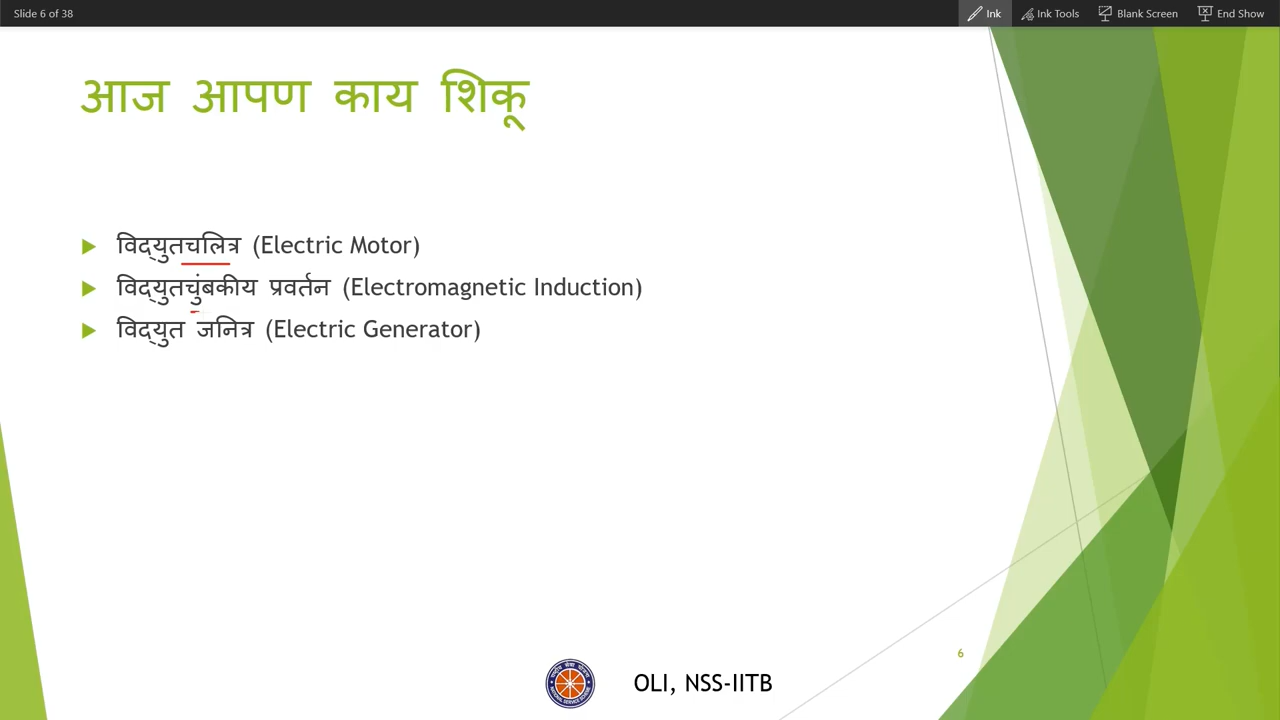 Slide 6 of 38
Ink
Ink Tools
Blank Screen
End Show
आज आपण काय शिकू
विद्युतचलित्र (Electric Motor)
विद्युतचुंबकीय प्रवर्तन (Electromagnetic Induction)
विद्युत जनित्र (Electric Generator)
6
OLI, NSS-IITB